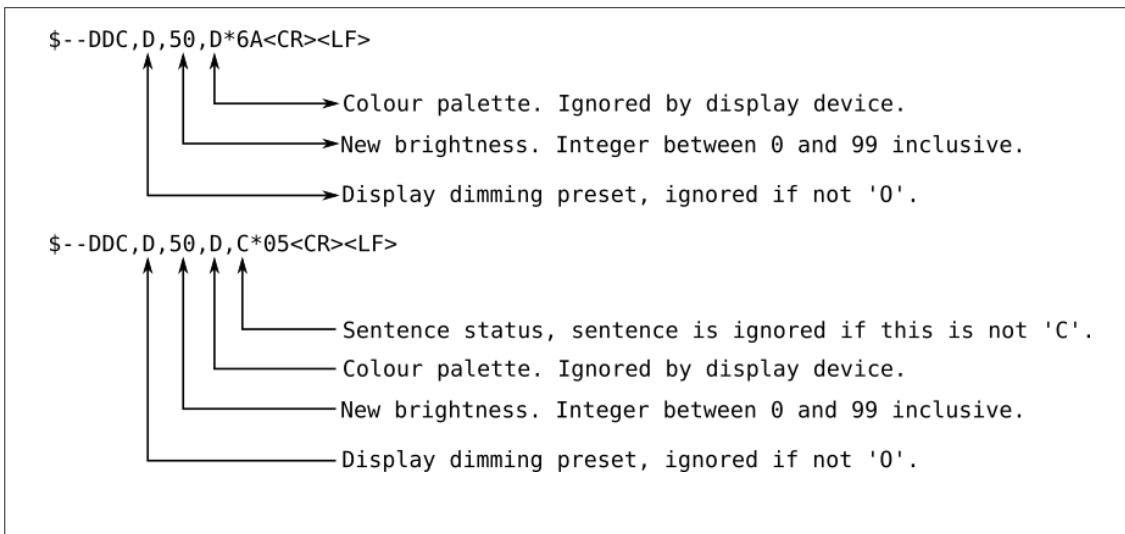 $--DDC,D,50,D*6A<CR><LF>
Colour palette. Ignored by display device.
New brightness. Integer between 0 and 99 inclusive.
Display dimming preset, ignored if not 'O'.
$--DDC,D,50,D,C*05<CR><LF>
Sentence status, sentence is ignored if this is not 'C'.
Colour palette. Ignored by display device.
New brightness. Integer between 0 and 99 inclusive.
Display dimming preset, ignored if not 'O'.